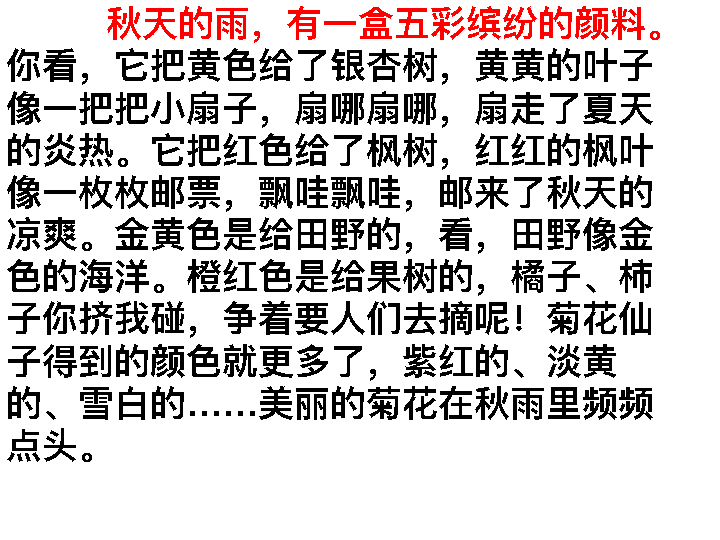 秋天的雨，有一盒五彩缤纷的颜料。
你看，它把黄色给了银杏树，黄黄的叶子
像一把把小扇子，扇哪扇哪，扇走了夏天
的炎热。它把红色给了枫树，红红的枫叶
像一枚枚邮票，飘哇飘哇，邮来了秋天的
凉爽。金黄色是给田野的，看，田野像金
色的海洋。橙红色是给果树的，橘子、柿
子你挤我碰，争着要人们去摘呢！菊花仙
子得到的颜色就更多了，紫红的、淡黄
的、雪白的……美丽的菊花在秋雨里频频
点头。